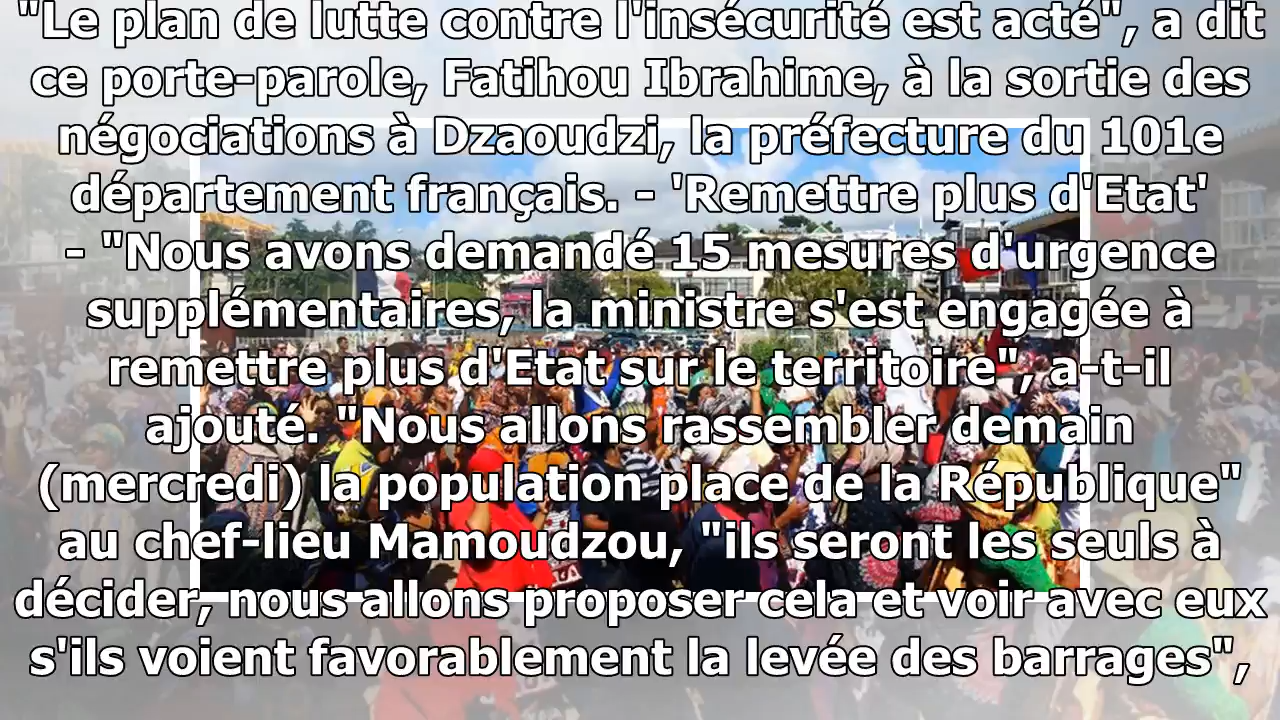 "Le plan de lutte contre l'insécurité est acté", a dit
ce porte-parole, Fatihou Ibrahime, à la sortie des
négociations à Dzaoudzi, la préfecture du 101e
département français. - 'Remettre plus d'Etat'
- "Nous avons demandé 15 mesures d'urgence
supplémentaires, la ministre s'est engagée à
remettre plus d'Etat sur le territoire", a-t-il
ajouté. "Nous allons rassembler demain
(mercredi) la population place de la République"
au chef-lieu Mamoudzou, "ils seront les seuls à
décider, nous allons proposer cela et voir avec eux
s'ils voient favorablement la levée des barrages",